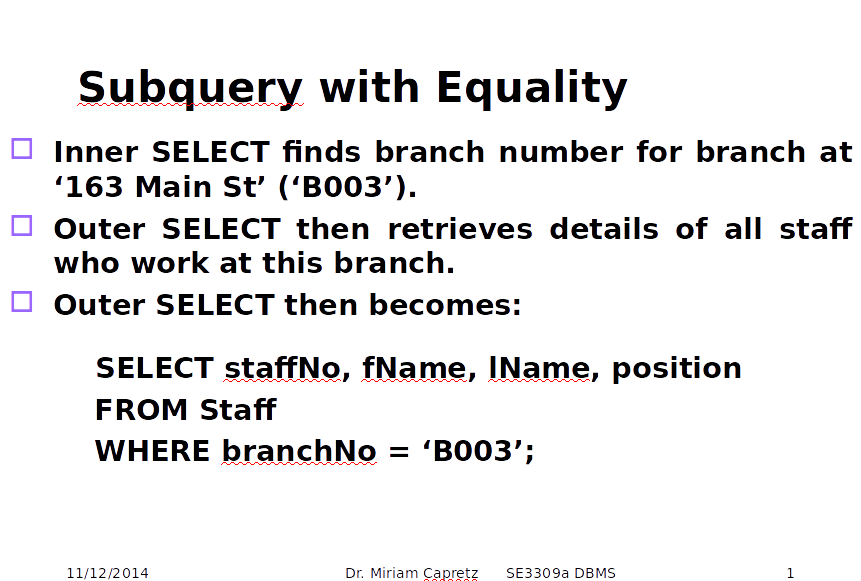 Subquery with Equality
Inner SELECT finds branch number for branch at
‘163 Main St’ (‘B003’).
Outer SELECT then retrieves details of all staff
who work at this branch.
Outer SELECT then becomes:
SELECT staffNo, fName, lName, position
FROM Staff
WHERE branchNo = ‘B003’;
11/12/2014 Dr. Miriam Capretz SE3309a DBMS 1